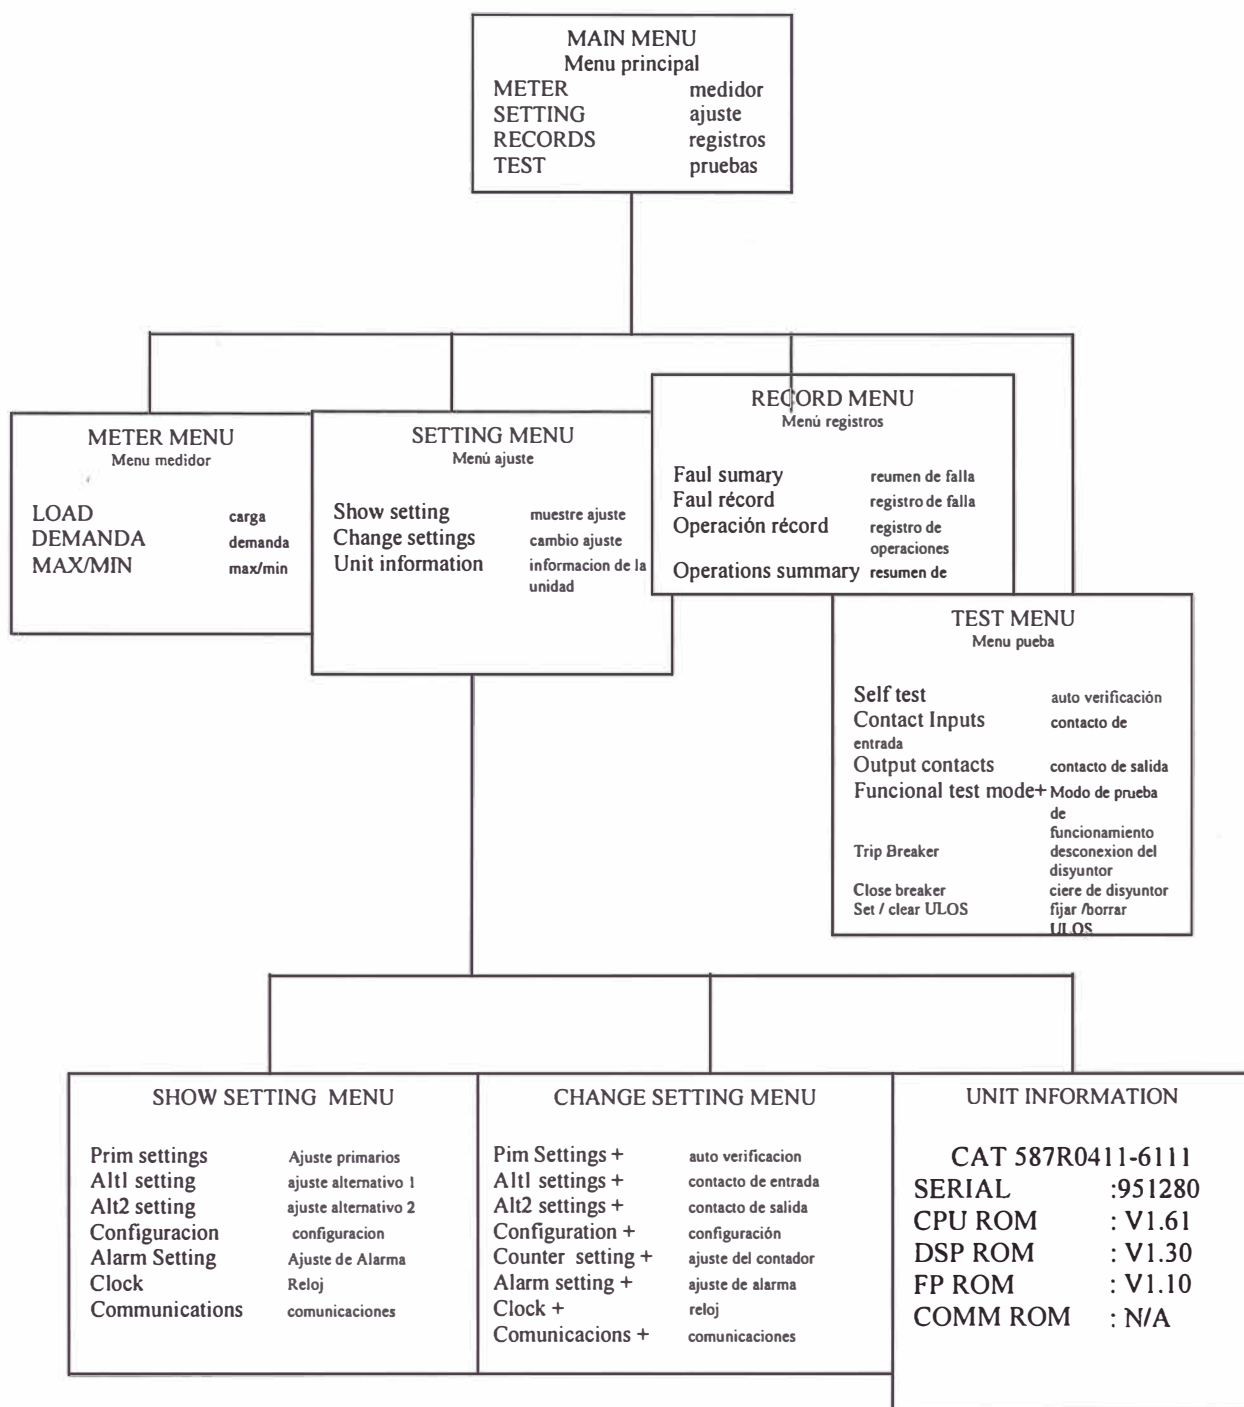 MAIN MENU
Menu principal
METER medidor
SETTING ajuste
RECORDS registros
TEST pruebas
METER MENU
Menu medidor
LOAD carga
DEMANDA demanda
MAX/MIN max/min
SETTING MENU
Menú ajuste
Show setting muestre ajuste
Change settings cambio ajuste
Unit information informacion de la
unidad
RECORD MENU
Menú registros
Faul sumary reumen de falla
Faul récord registro de falla
Operación récord registro de
operaciones
Operations summary resumen de
TEST MENU
Menu pueba
Self test auto verificación
Contact Inputs contacto de
entrada
Output contacts contacto de salida
Funcional test mode+ Modo de prueba
de
funcionamiento
Trip Breaker desconexion del
disyuntor
Close breaker ciere de disyuntor
Set / clear ULOS fijar /borrar
ULOS
SHOW SETTING MENU
Prim settings Ajuste primarios
Alt1 setting ajuste alternativo 1
Alt2 setting ajuste alternativo 2
Configuracion configuracion
Alarm Setting Ajuste de Alarma
Clock Reloj
Communications comunicaciones
CHANGE SETTING MENU
Pim Settings + auto verificacion
Alt1 settings + contacto de entrada
Alt2 settings + contacto de salida
Configuration + configuración
Counter setting + ajuste del contador
Alarm setting + ajuste de alarma
Clock + reloj
Comunicacions + comunicaciones
UNIT INFORMATION
CAT 587R0411-6111
SERIAL :951280
CPU ROM : V1.61
DSP ROM : V1.30
FP ROM : V1.10
COMM ROM : N/A